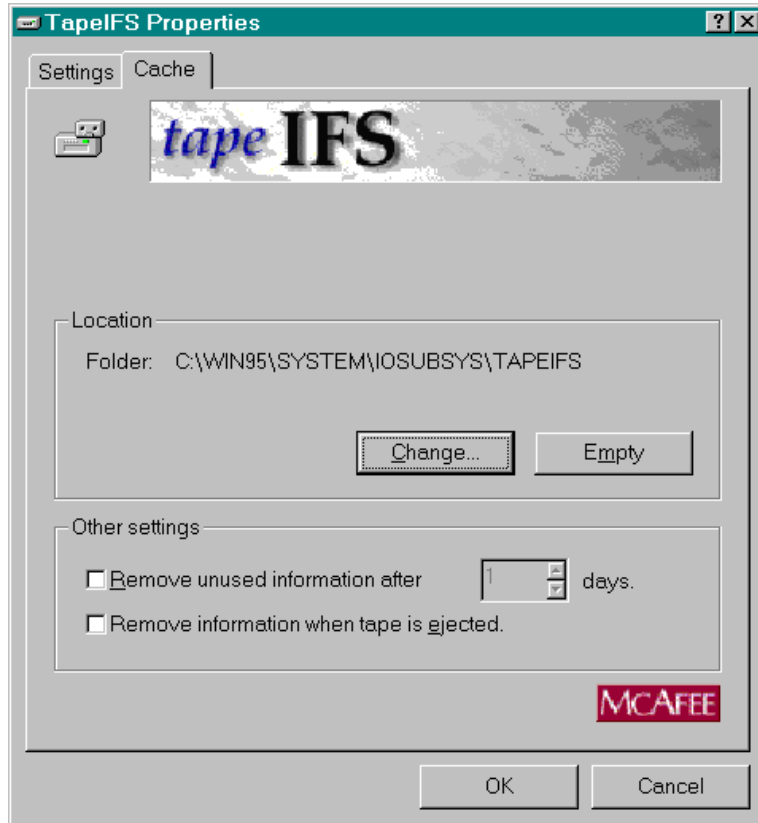 TapeIFS Properties
Settings Cache
tape IFS
Location
Folder: C:\WIN95\SYSTEM\IOSUBSYS\TAPEIFS
Change... Empty
Other settings
Remove unused information after 1 days.
Remove information when tape is ejected.
MCAFEE
OK Cancel